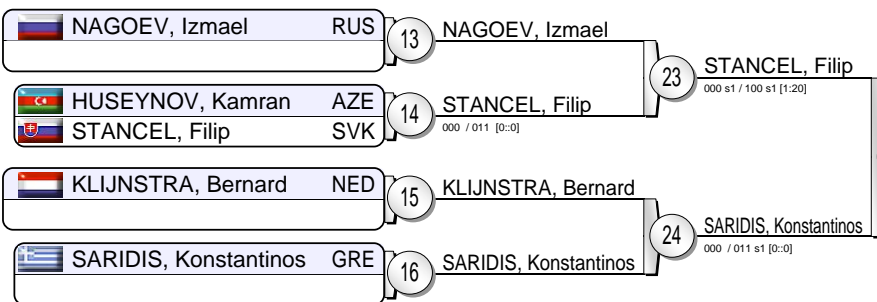 NAGOEV, Izmael RUS
13
NAGOEV, Izmael
HUSEYNOV, Kamran AZE
STANCEL, Filip SVK
14
STANCEL, Filip
000 / 011 [0::0]
23
STANCEL, Filip
000 s1 / 100 s1 [1:20]
KLIJNSTRA, Bernard NED
15
KLIJNSTRA, Bernard
SARIDIS, Konstantinos GRE
16
SARIDIS, Konstantinos
24
SARIDIS, Konstantinos
000 / 011 s1 [0::0]